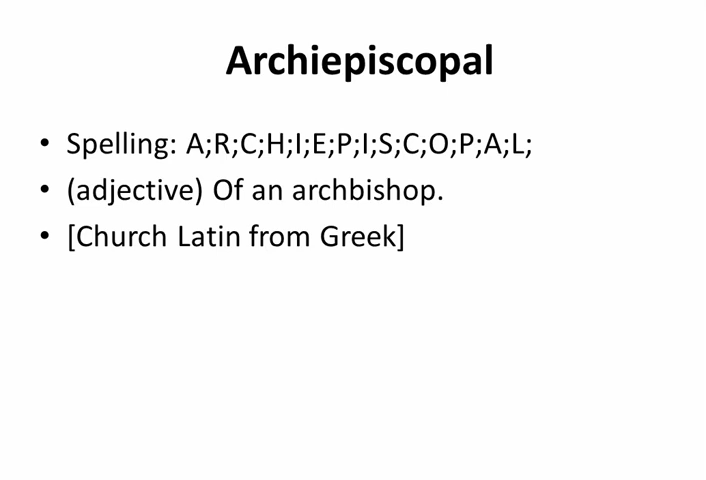 Archiepiscopal
• Spelling: A;R;C;H;I;E;P;I;S;C;O;P;A;L;
• (adjective) Of an archbishop.
• [Church Latin from Greek]